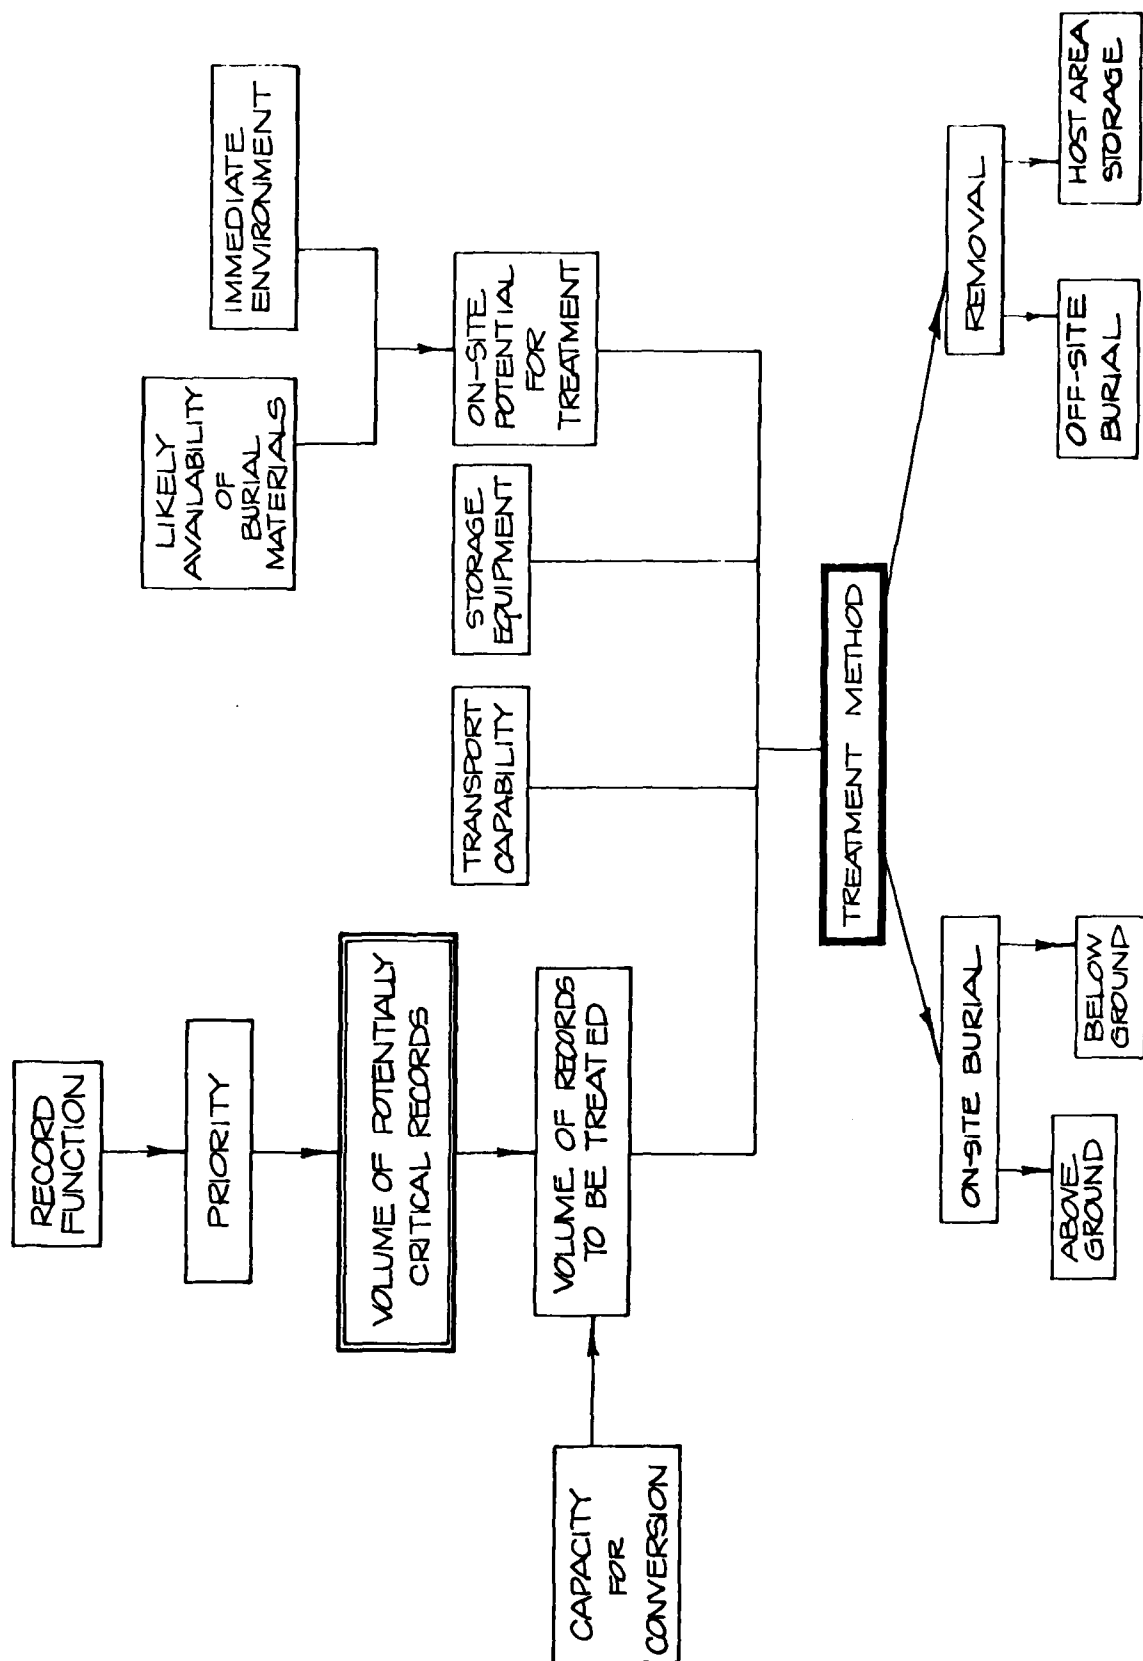 RECORD
FUNCTION
PRIORITY
VOLUME OF POTENTIALLY
CRITICAL RECORDS
CAPACITY
FOR
CONVERSION
VOLUME OF RECORDS
TO BE TREATED
TRANSPORT
CAPABILITY
STORAGE
EQUIPMENT
LIKELY
AVAILABILITY
OF
BURIAL
MATERIALS
IMMEDIATE
ENVIRONMENT
ON-SITE
POTENTIAL
FOR
TREATMENT
TREATMENT METHOD
ON-SITE BURIAL
ABOVE
GROUND
BELOW
GROUND
REMOVAL
OFF-SITE
BURIAL
HOST AREA
STORAGE